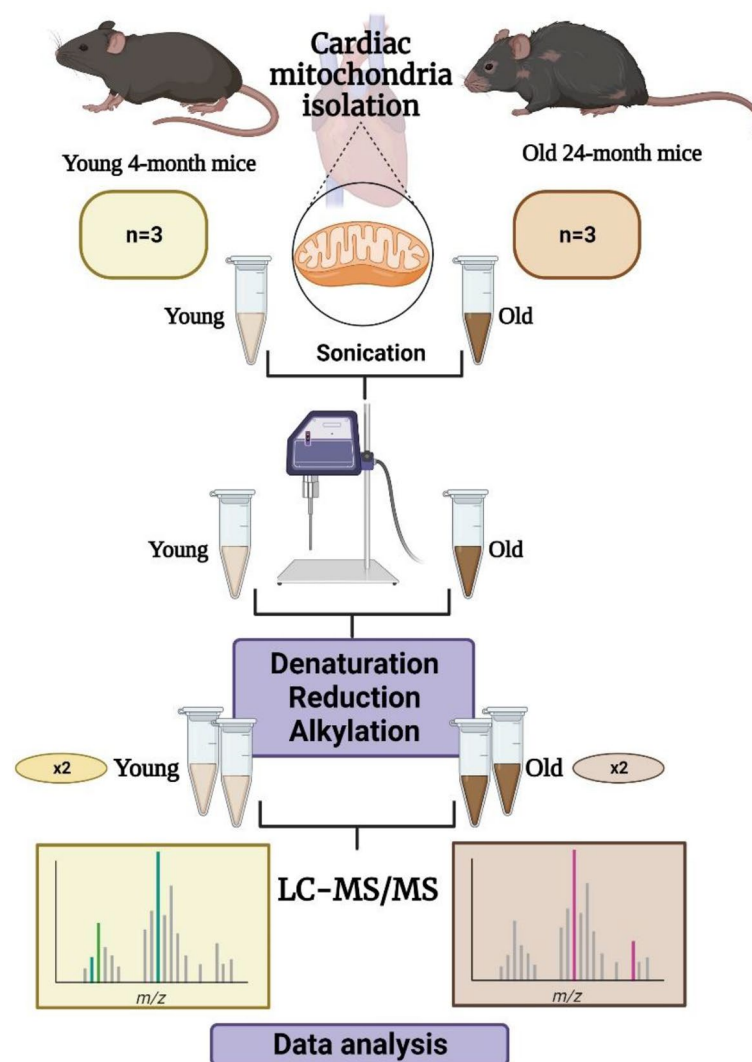 Cardiac
mitochondria
isolation
Young 4-month mice
Old 24-month mice
n=3
n=3
Young
Old
Sonication
Young
Old
Denaturation
Reduction
Alkylation
x2
Young
Old
x2
LC-MS/MS
m/z
m/z
Data analysis